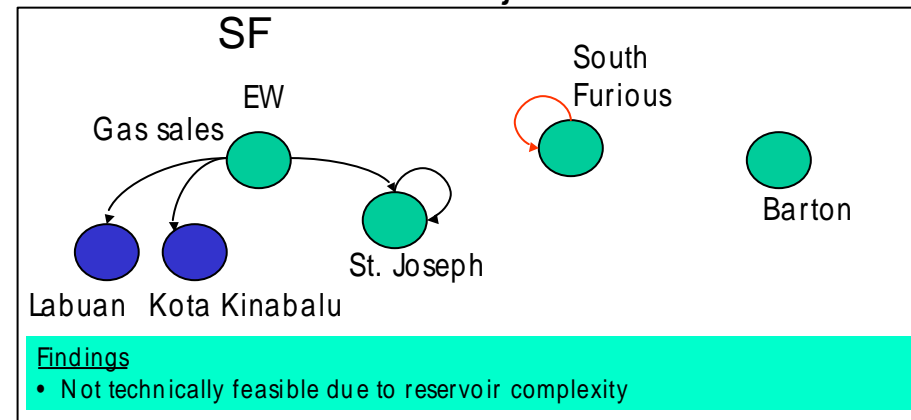 SF
South
Furious
EW
Gas sales
Barton
St. Joseph
Labuan
Kota Kinabalu
Findings
• Not technically feasible due to reservoir complexity